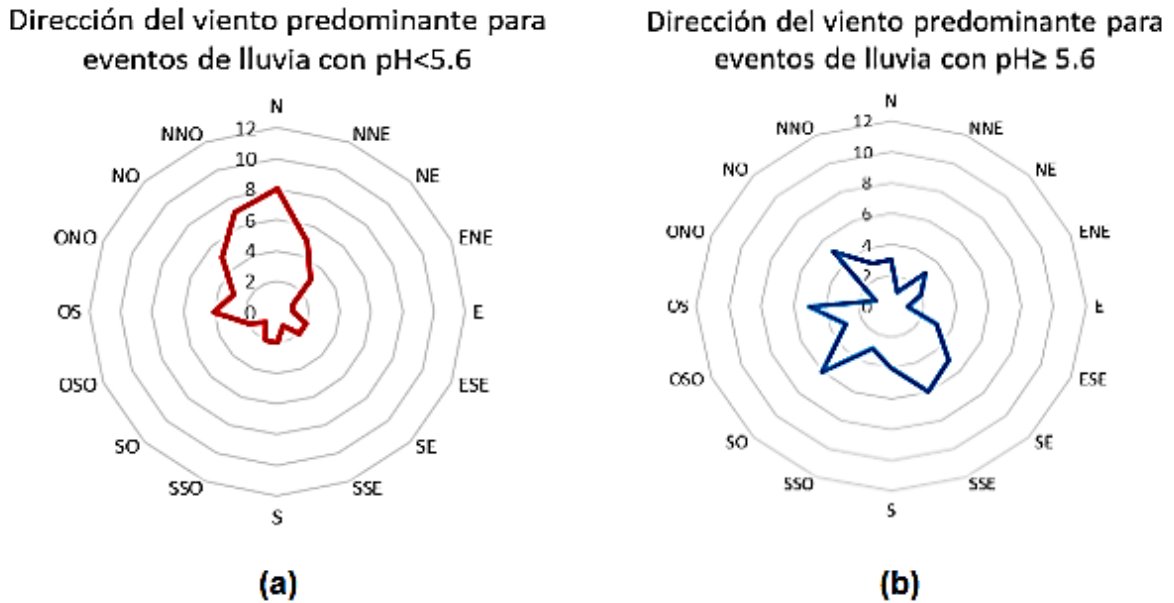 Dirección del viento predominante para
eventos de lluvia con pH<5.6
N
NNO
NNE
NO
NE
ONO
ENE
OS
E
OSO
ESE
SO
SE
SSO
SSE
S
12
10
8
6
4
2
0
(a)
Dirección del viento predominante para
eventos de lluvia con pH≥ 5.6
N
NNO
NNE
NO
NE
ONO
ENE
OS
E
OSO
ESE
SO
SE
SSO
SSE
S
12
10
8
6
4
2
0
(b)